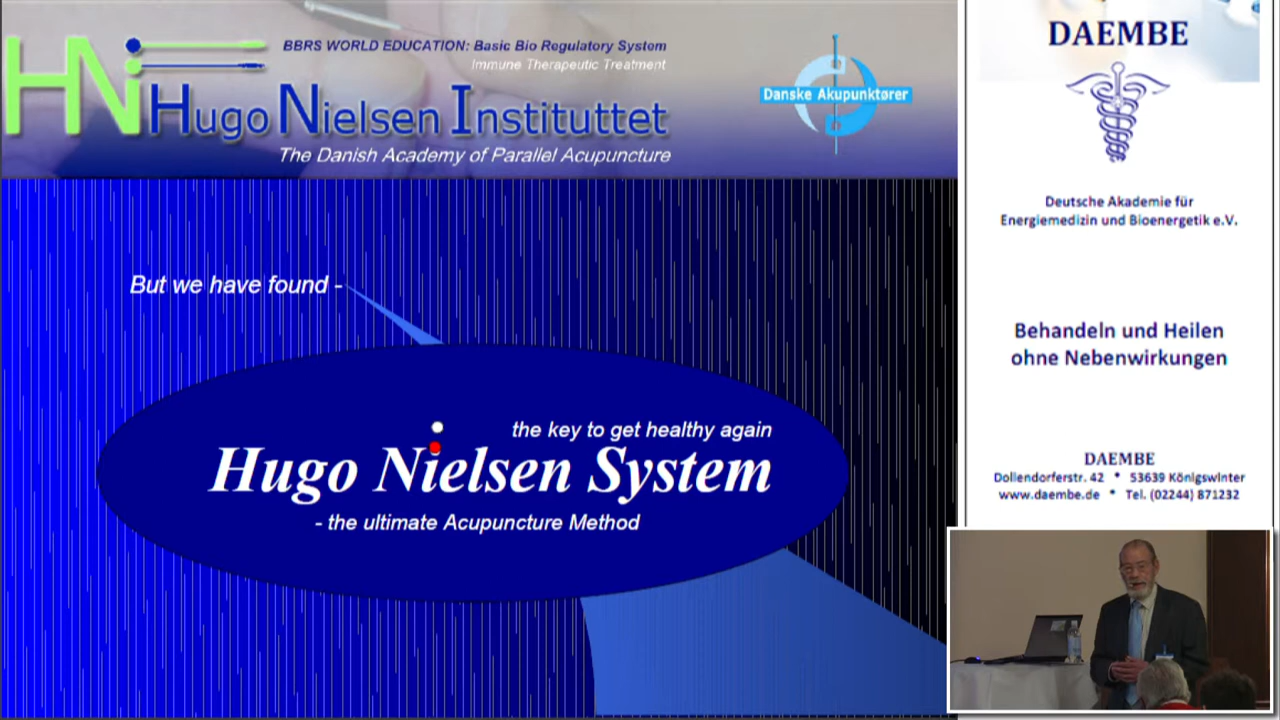 BBRS WORLD EDUCATION: Basic Bio Regulatory System
Immune Therapeutic Treatment
HNi Hugo Nielsen Instituttet
The Danish Academy of Parallel Acupuncture
Danske Akupunktører
But we have found -
the key to get healthy again
Hugo Nielsen System
- the ultimate Acupuncture Method
DAEMBE
Deutsche Akademie für
Energiemedizin und Bioenergetik e.V.
Behandeln und Heilen
ohne Nebenwirkungen
DAEMBE
Dollendorferstr. 42 * 53639 Königswinter
www.daembe.de * Tel. (02244) 871232